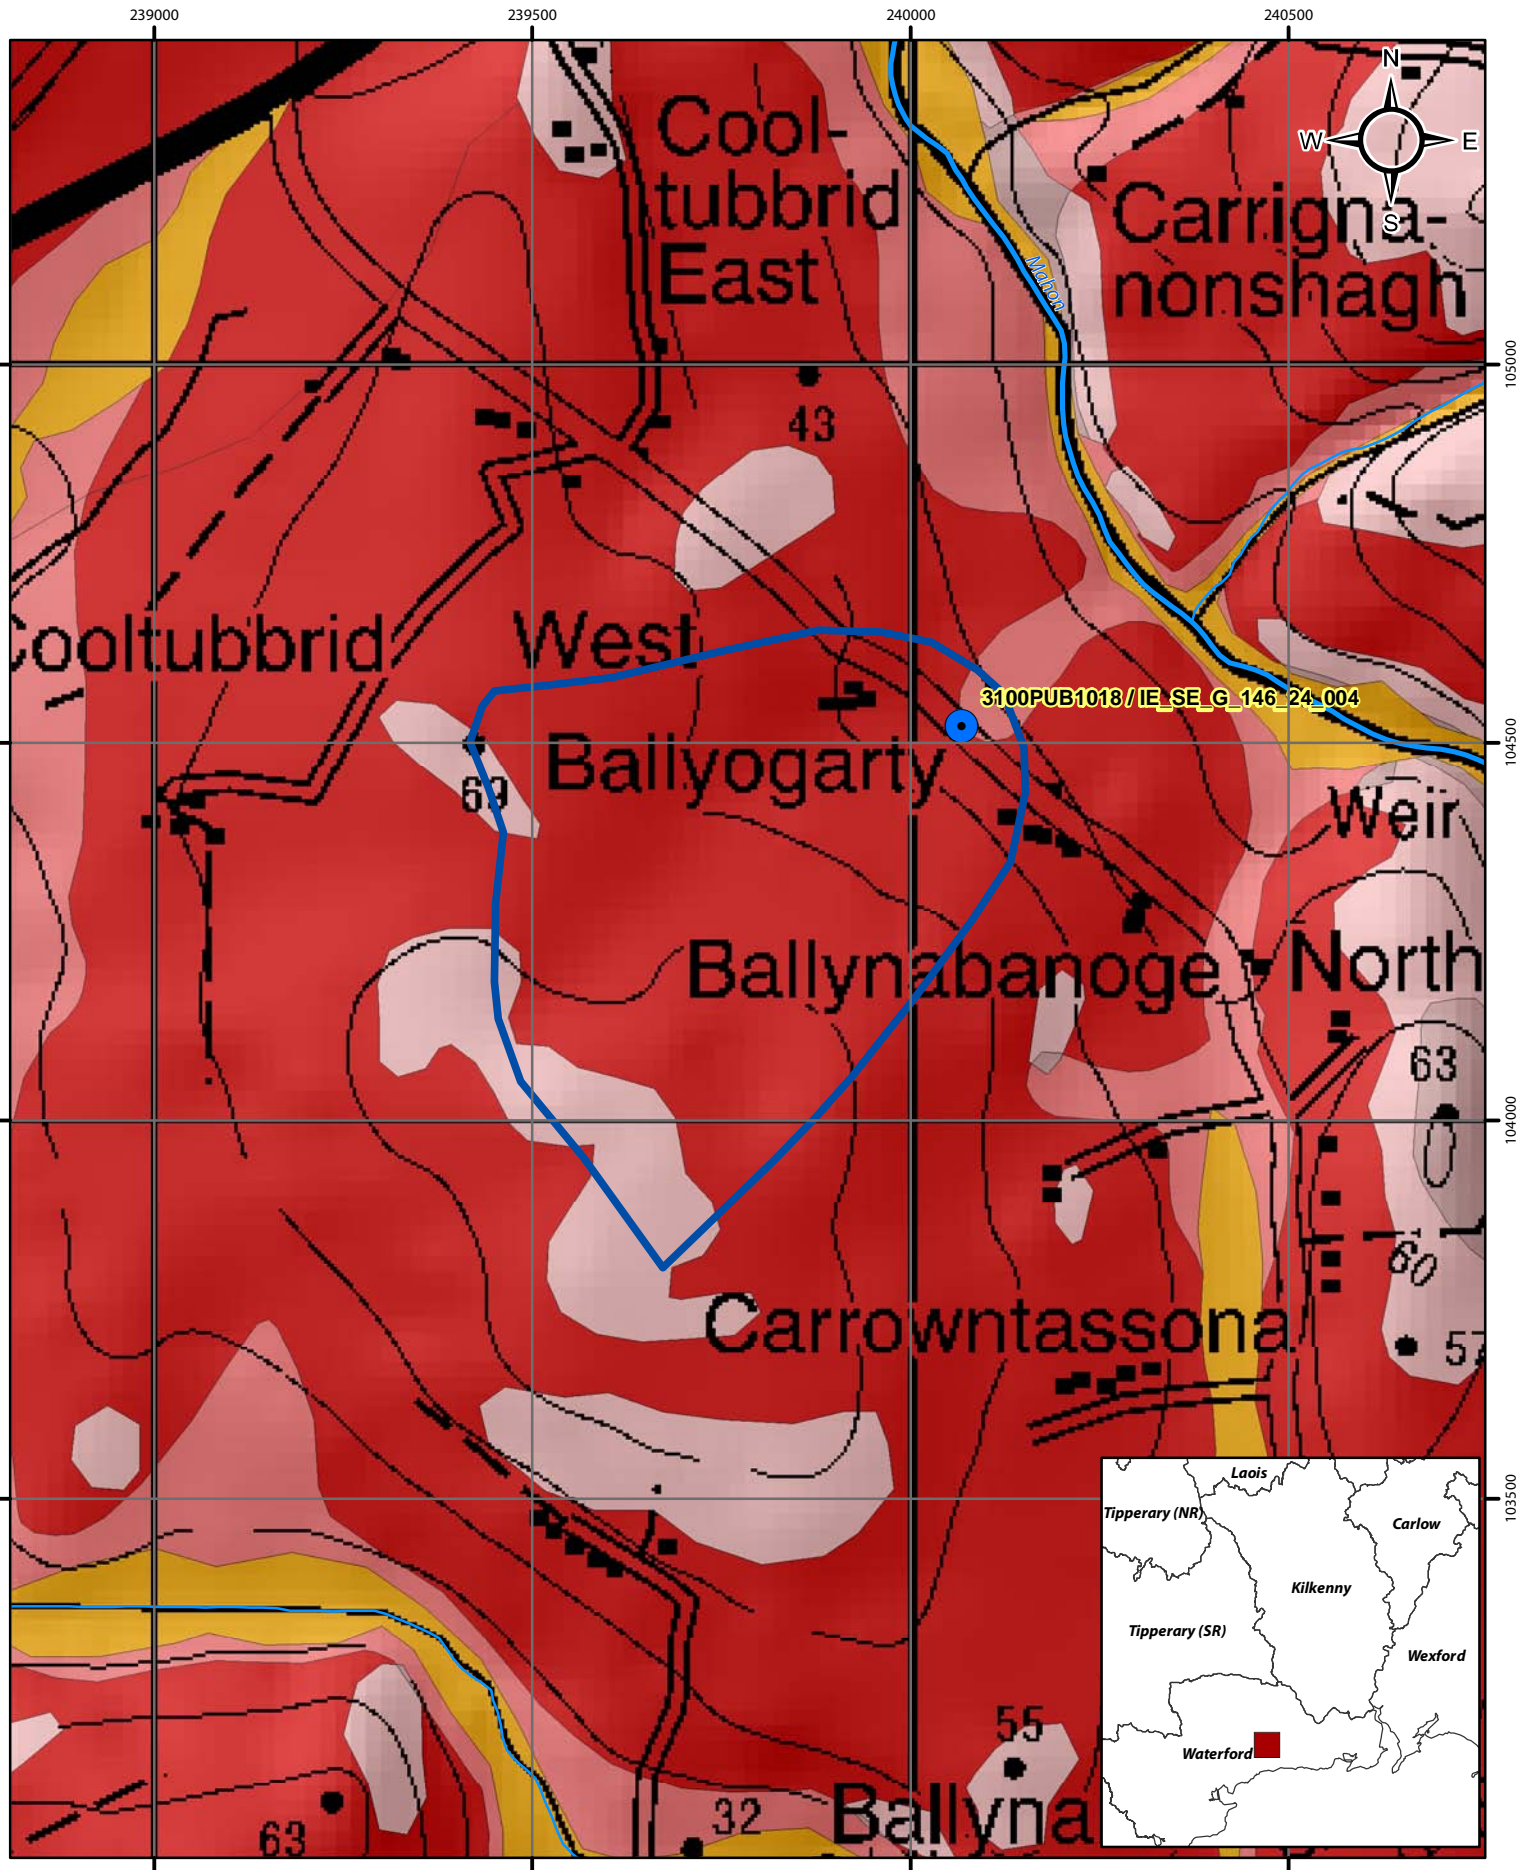 239000
239500
240000
240500
N
W
E
S
Cool-
tubbrid
East
Carrigna-
nonshagh
Mahon
105000
43
Cooltubbrid
West
3100PUB1018 / IE_SE_G_146_24_004
104500
Ballyogarty
69
Weir
Ballynabanoge
North
63
104000
60
Carrowntassona
57
103500
Laois
Tipperary (NR)
Carlow
Kilkenny
Tipperary (SR)
Wexford
Waterford
55
Ballyna
32
63